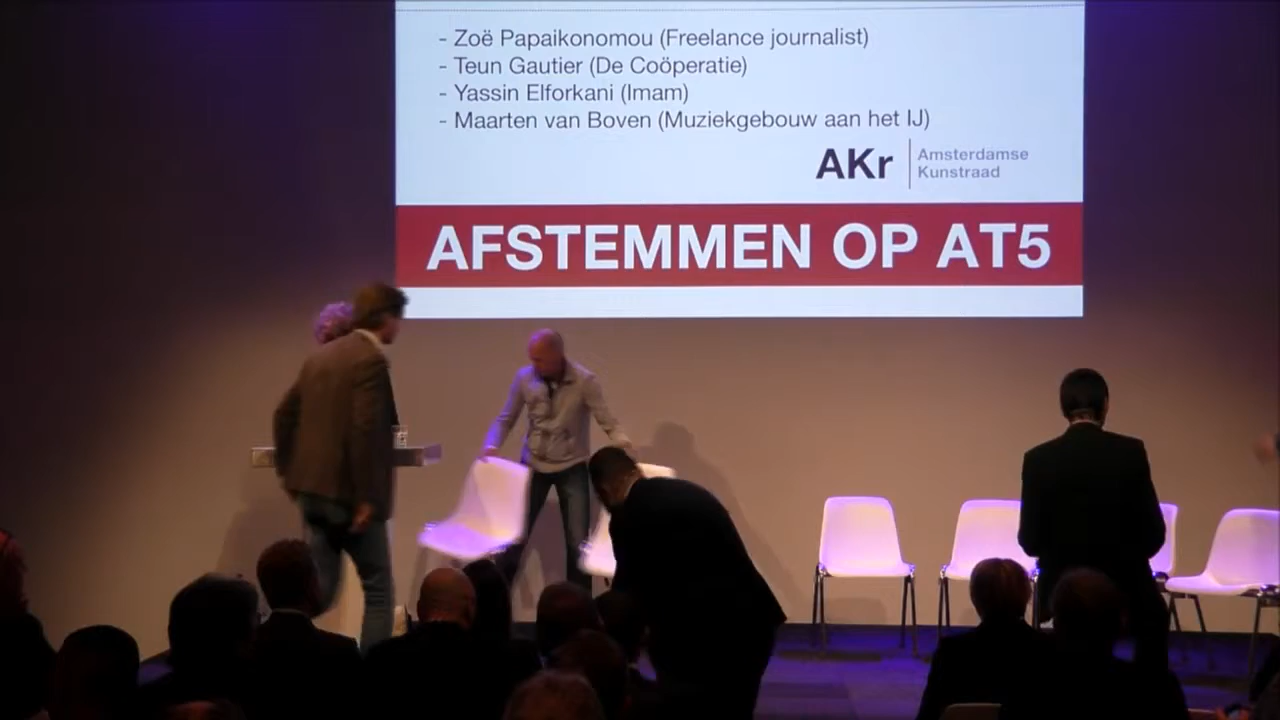 - Zoë Papaikonomou (Freelance journalist)
- Teun Gautier (De Coöperatie)
- Yassin Elforkani (Imam)
- Maarten van Boven (Muziekgebouw aan het IJ)
AKr
Amsterdamse
Kunstraad
AFSTEMMEN OP AT5